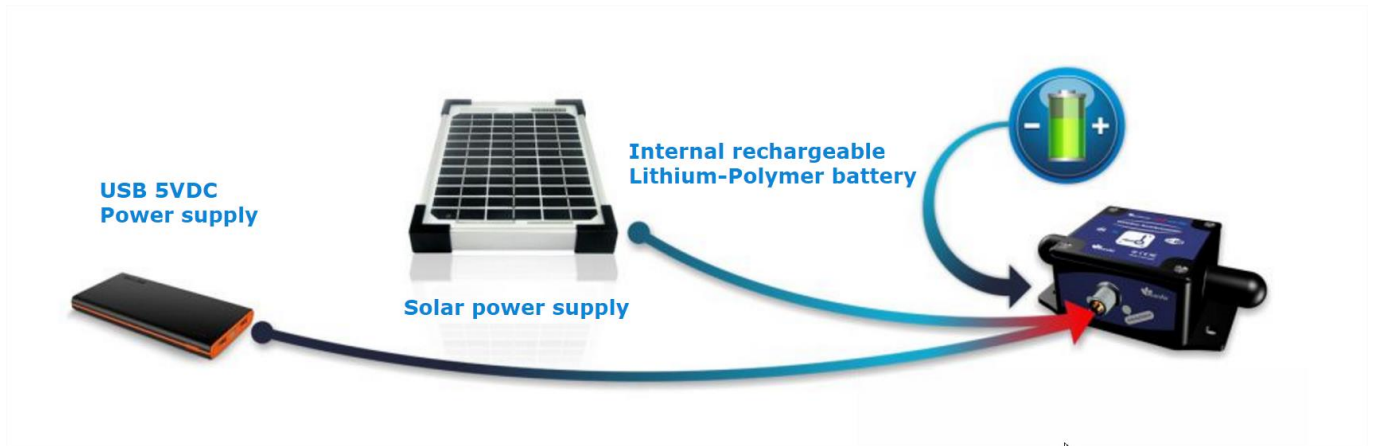 USB 5VDC
Power supply
Solar power supply
Internal rechargeable
Lithium-Polymer battery
- +